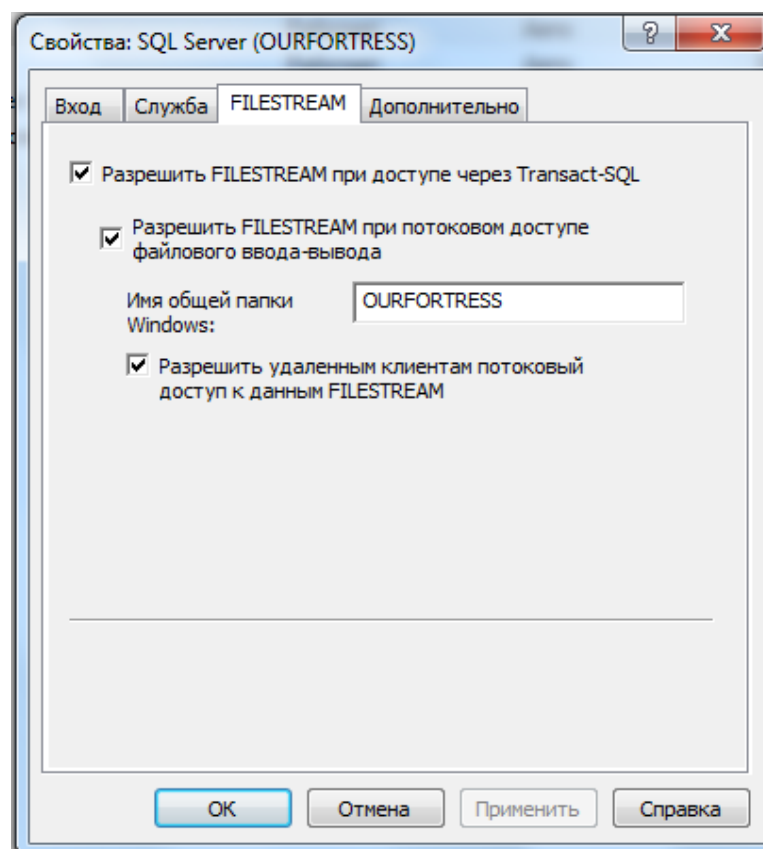 Свойства: SQL Server (OURFORTRESS)
Вход Служба FILESTREAM Дополнительно
Разрешить FILESTREAM при доступе через Transact-SQL
Разрешить FILESTREAM при потоковом доступе
файлового ввода-вывода
Имя общей папки
Windows:
OURFORTRESS
Разрешить удаленным клиентам потоковый
доступ к данным FILESTREAM
OK Отмена Применить Справка